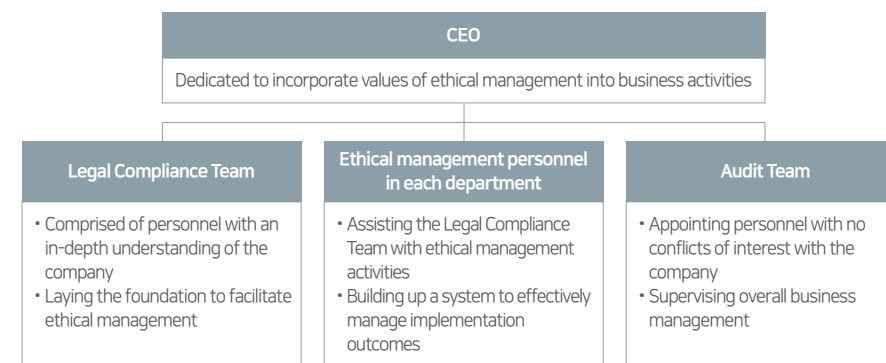 CEO
Dedicated to incorporate values of ethical management into business activities
Legal Compliance Team
• Comprised of personnel with an
in-depth understanding of the
company
• Laying the foundation to facilitate
ethical management
Ethical management personnel
in each department
• Assisting the Legal Compliance
Team with ethical management
activities
• Building up a system to effectively
manage implementation
outcomes
Audit Team
• Appointing personnel with no
conflicts of interest with the
company
• Supervising overall business
management